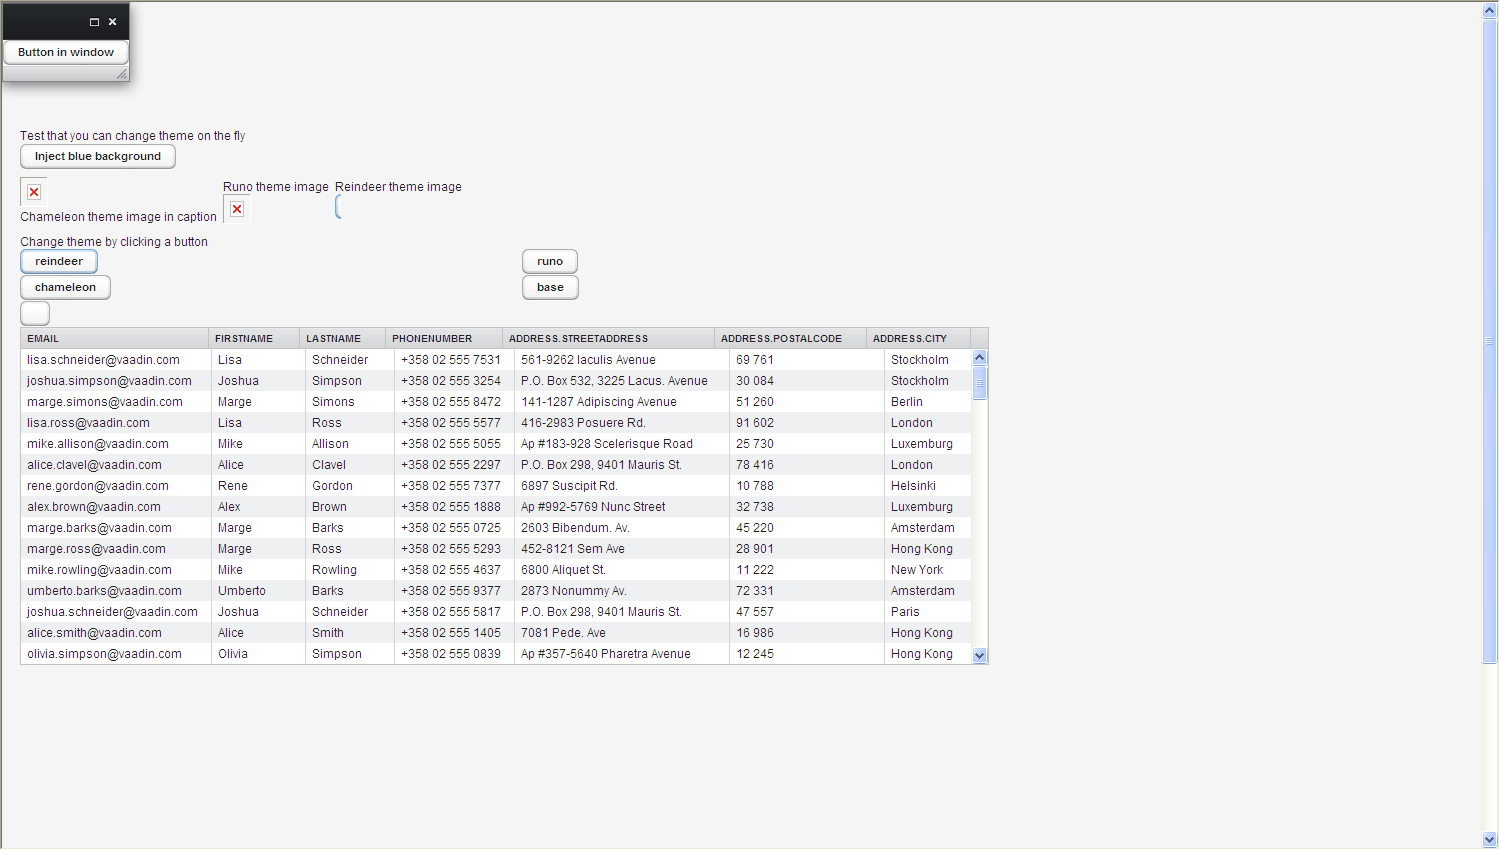 Button in window
Test that you can change theme on the fly
Inject blue background
Runo theme image Reindeer theme image
Chameleon theme image in caption
Change theme by clicking a button
reindeer runo
chameleon base
EMAIL FIRSTNAME LASTNAME PHONENUMBER ADDRESS.STREETADDRESS ADDRESS.POSTALCODE ADDRESS.CITY
lisa.schneider@vaadin.com Lisa Schneider +358 02 555 7531 561-9262 Iaculis Avenue 69 761 Stockholm
joshua.simpson@vaadin.com Joshua Simpson +358 02 555 3254 P.O. Box 532, 3225 Lacus. Avenue 30 084 Stockholm
marge.simons@vaadin.com Marge Simons +358 02 555 8472 141-1287 Adipiscing Avenue 51 260 Berlin
lisa.ross@vaadin.com Lisa Ross +358 02 555 5577 416-2983 Posuere Rd. 91 602 London
mike.allison@vaadin.com Mike Allison +358 02 555 5055 Ap #183-928 Scelerisque Road 25 730 Luxemburg
alice.clavel@vaadin.com Alice Clavel +358 02 555 2297 P.O. Box 298, 9401 Mauris St. 78 416 London
rene.gordon@vaadin.com Rene Gordon +358 02 555 7377 6897 Suscipit Rd. 10 788 Helsinki
alex.brown@vaadin.com Alex Brown +358 02 555 1888 Ap #992-5769 Nunc Street 32 738 Luxemburg
marge.barks@vaadin.com Marge Barks +358 02 555 0725 2603 Bibendum. Av. 45 220 Amsterdam
marge.ross@vaadin.com Marge Ross +358 02 555 5293 452-8121 Sem Ave 28 901 Hong Kong
mike.rowling@vaadin.com Mike Rowling +358 02 555 4637 6800 Aliquet St. 11 222 New York
umberto.barks@vaadin.com Umberto Barks +358 02 555 9377 2873 Nonummy Av. 72 331 Amsterdam
joshua.schneider@vaadin.com Joshua Schneider +358 02 555 5817 P.O. Box 298, 9401 Mauris St. 47 557 Paris
alice.smith@vaadin.com Alice Smith +358 02 555 1405 7081 Pede. Ave 16 986 Hong Kong
olivia.simpson@vaadin.com Olivia Simpson +358 02 555 0839 Ap #357-5640 Pharetra Avenue 12 245 Hong Kong